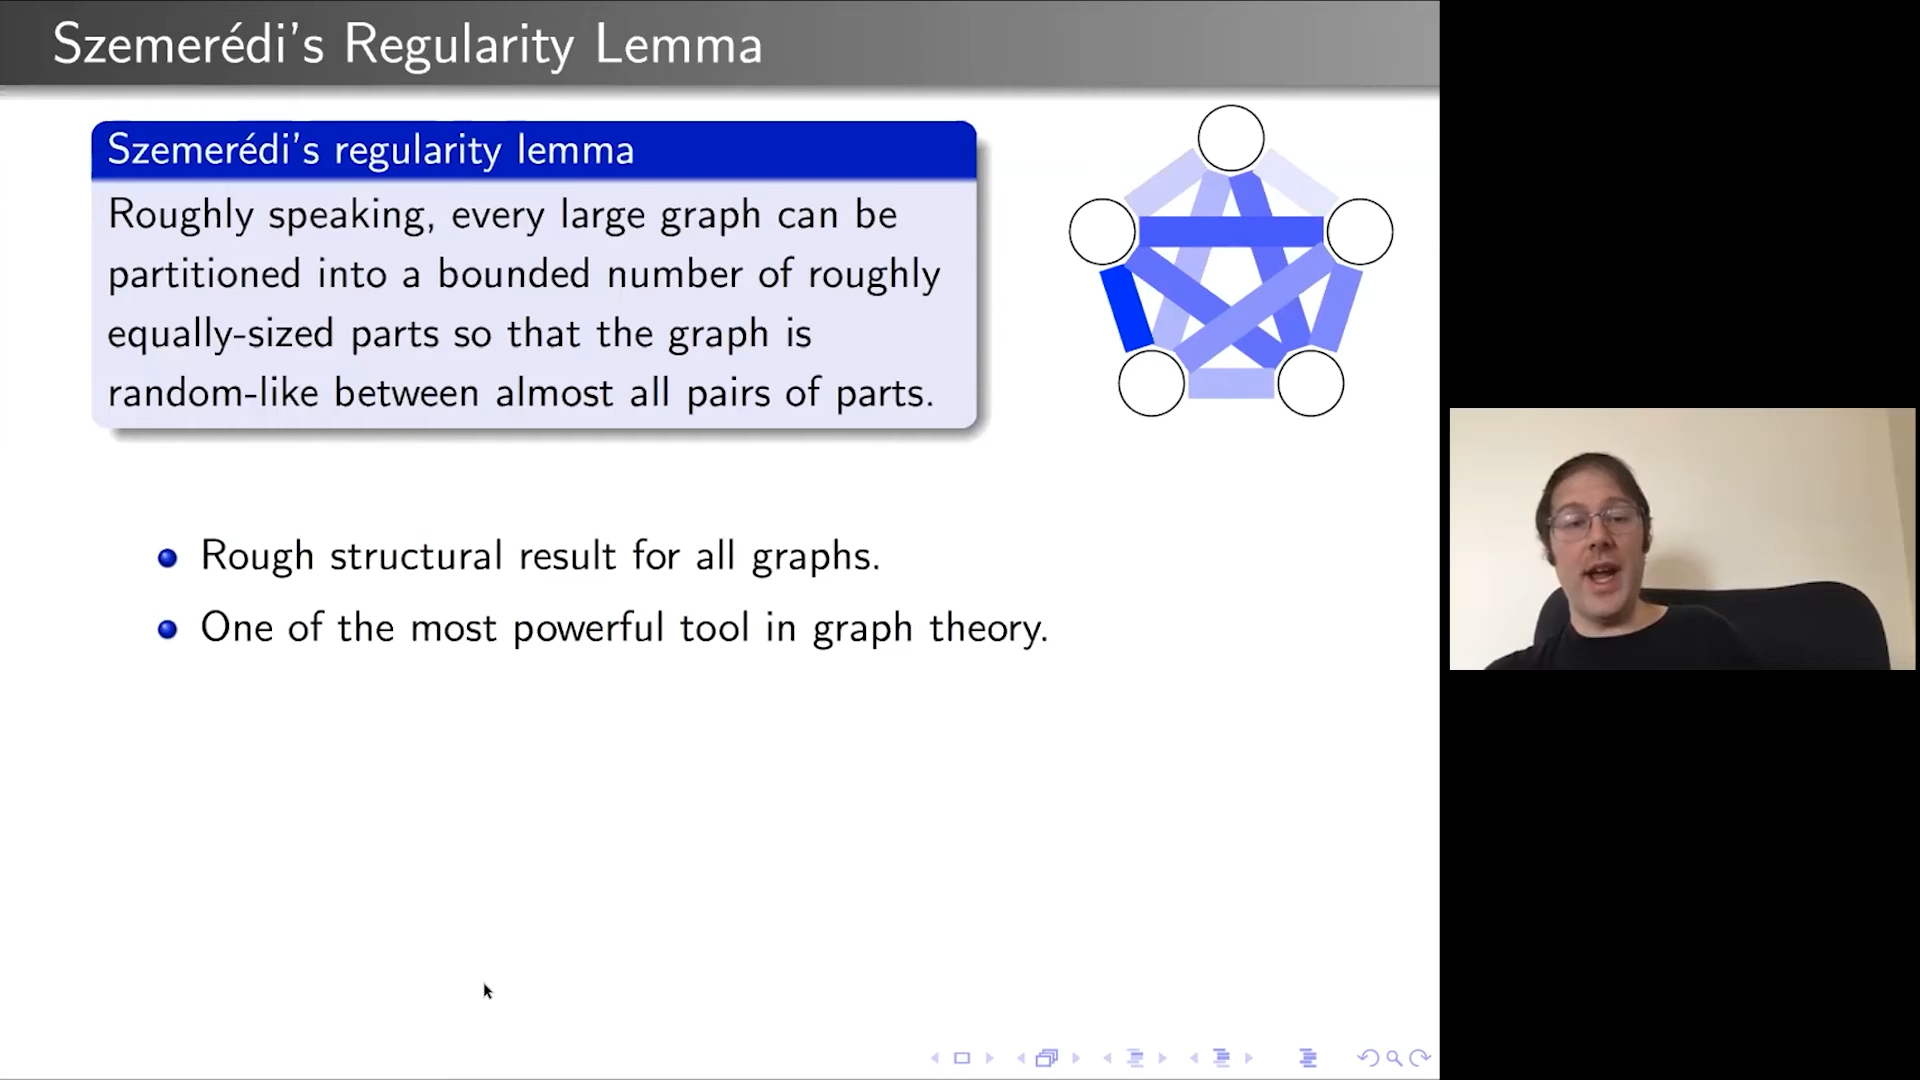 Szemerédi's Regularity Lemma
Szemerédi's regularity lemma
Roughly speaking, every large graph can be
partitioned into a bounded number of roughly
equally-sized parts so that the graph is
random-like between almost all pairs of parts.
Rough structural result for all graphs.
One of the most powerful tool in graph theory.